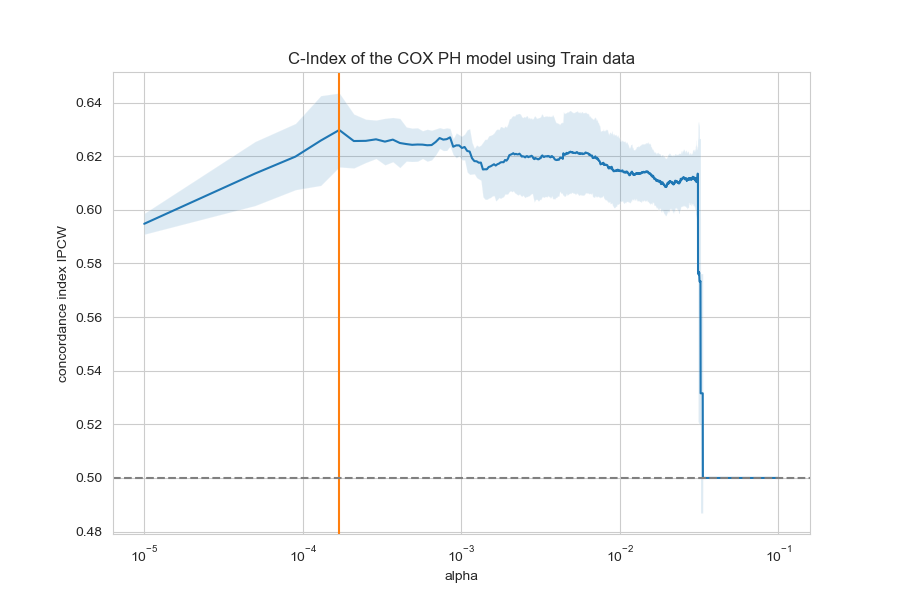 C-Index of the COX PH model using Train data
concordance index IPCW
0.64
0.62
0.60
0.58
0.56
0.54
0.52
0.50
0.48
10⁻⁵ 10⁻⁴ 10⁻³ 10⁻² 10⁻¹
alpha